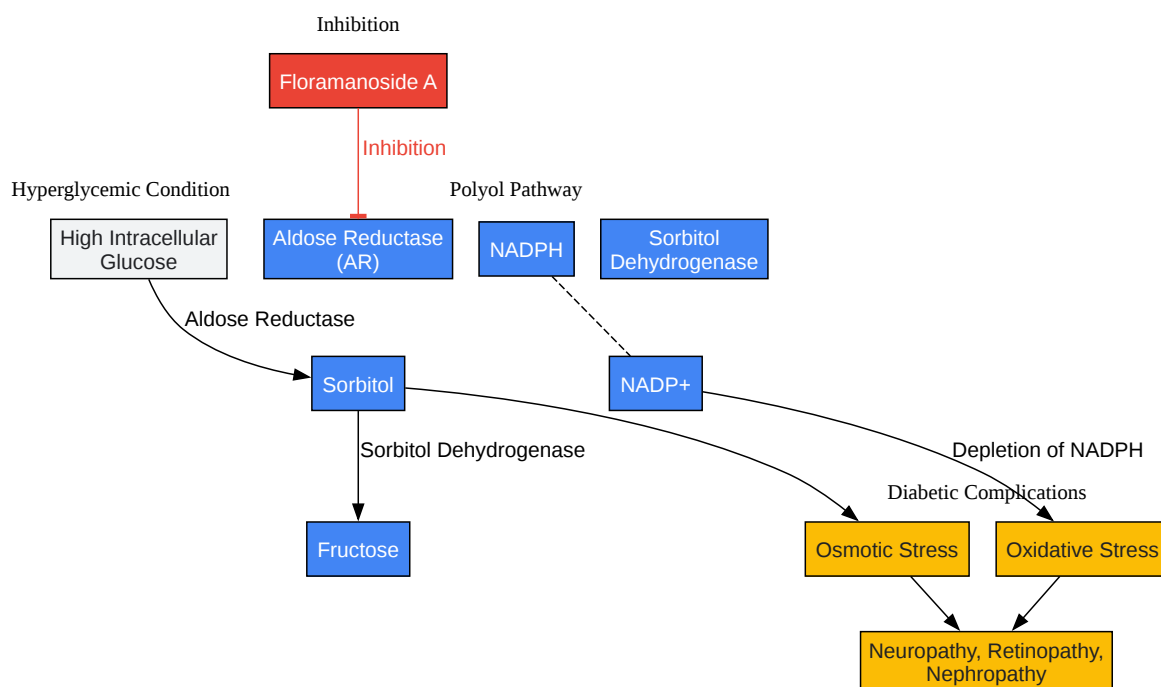 Inhibition
Floramanoside A
Inhibition
Hyperglycemic Condition
Polyol Pathway
High Intracellular
Glucose
Aldose Reductase
(AR)
NADPH
Sorbitol
Dehydrogenase
Aldose Reductase
Sorbitol
NADP+
Sorbitol Dehydrogenase
Depletion of NADPH
Diabetic Complications
Fructose
Osmotic Stress
Oxidative Stress
Neuropathy, Retinopathy,
Nephropathy